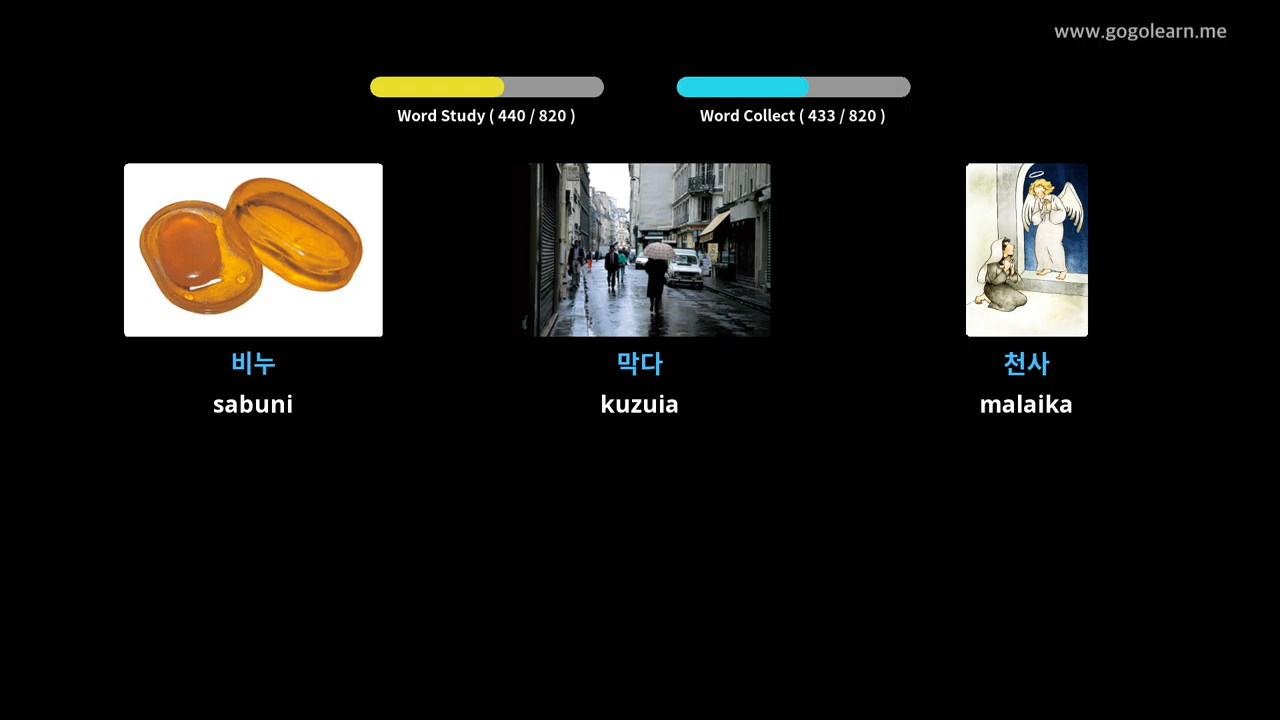 www.gogolearn.me
Word Study ( 440 / 820 )
Word Collect ( 433 / 820 )
비누
막다
천사
sabuni
kuzuia
malaika